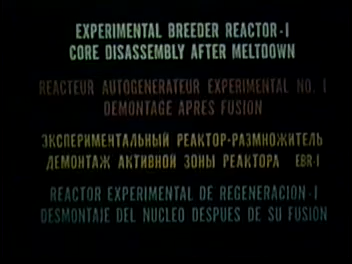 EXPERIMENTAL BREEDER REACTOR-I
CORE DISASSEMBLY AFTER MELTDOWN
REACTEUR AUTOGENERATEUR EXPERIMENTAL NO. I
DEMONTAGE APRES FUSION
ЭКСПЕРИМЕНТАЛЬНЫЙ РЕАКТОР-РАЗМНОЖИТЕЛЬ
ДЕМОНТАЖ АКТИВНОЙ ЗОНЫ РЕАКТОРА EBR-I
REACTOR EXPERIMENTAL DE REGENERACION-I
DESMONTAJE DEL NUCLEO DESPUES DE SU FUSION